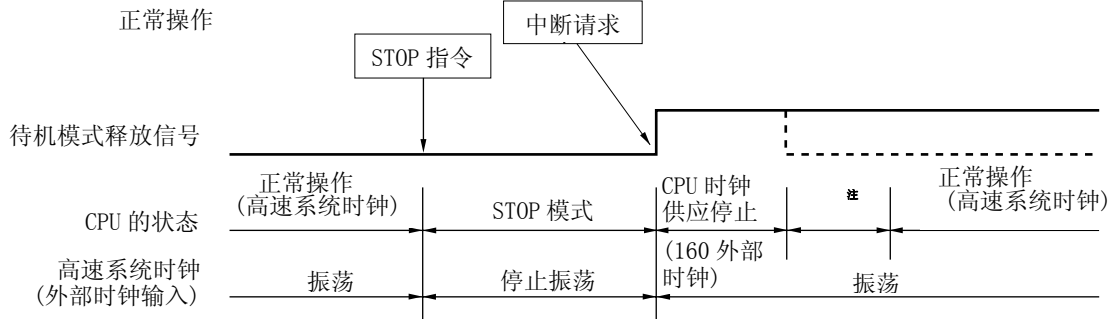 正常操作
中断请求
STOP 指令
待机模式释放信号
正常操作
(高速系统时钟)
CPU 的状态
STOP 模式
CPU 时钟
供应停止
(160 外部
时钟)
注
正常操作
(高速系统时钟)
高速系统时钟
(外部时钟输入)
振荡
停止振荡
振荡